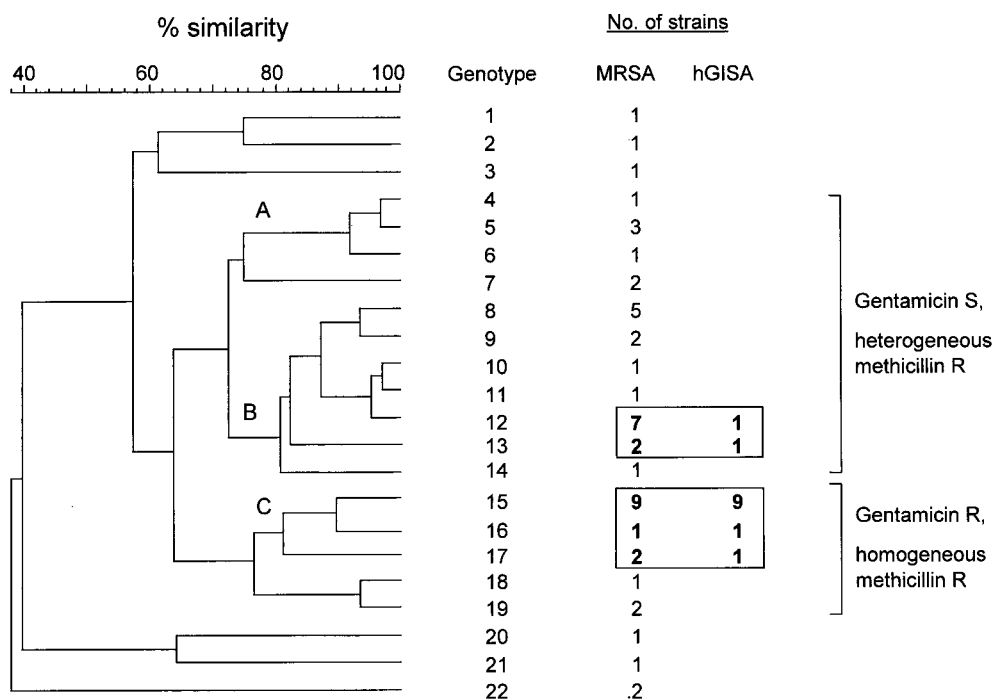 % similarity
No. of strains
40 60 80 100
Genotype MRSA hGISA
1 1
2 1
3 1
4 1
A
5 3
6 1
7 2
8 5
Gentamicin S,
9 2
heterogeneous
10 1
methicillin R
11 1
B
12 7 1
13 2 1
14 1
15 9 9
C
Gentamicin R,
16 1 1
17 2 1
homogeneous
18 1
methicillin R
19 2
20 1
21 1
22 .2